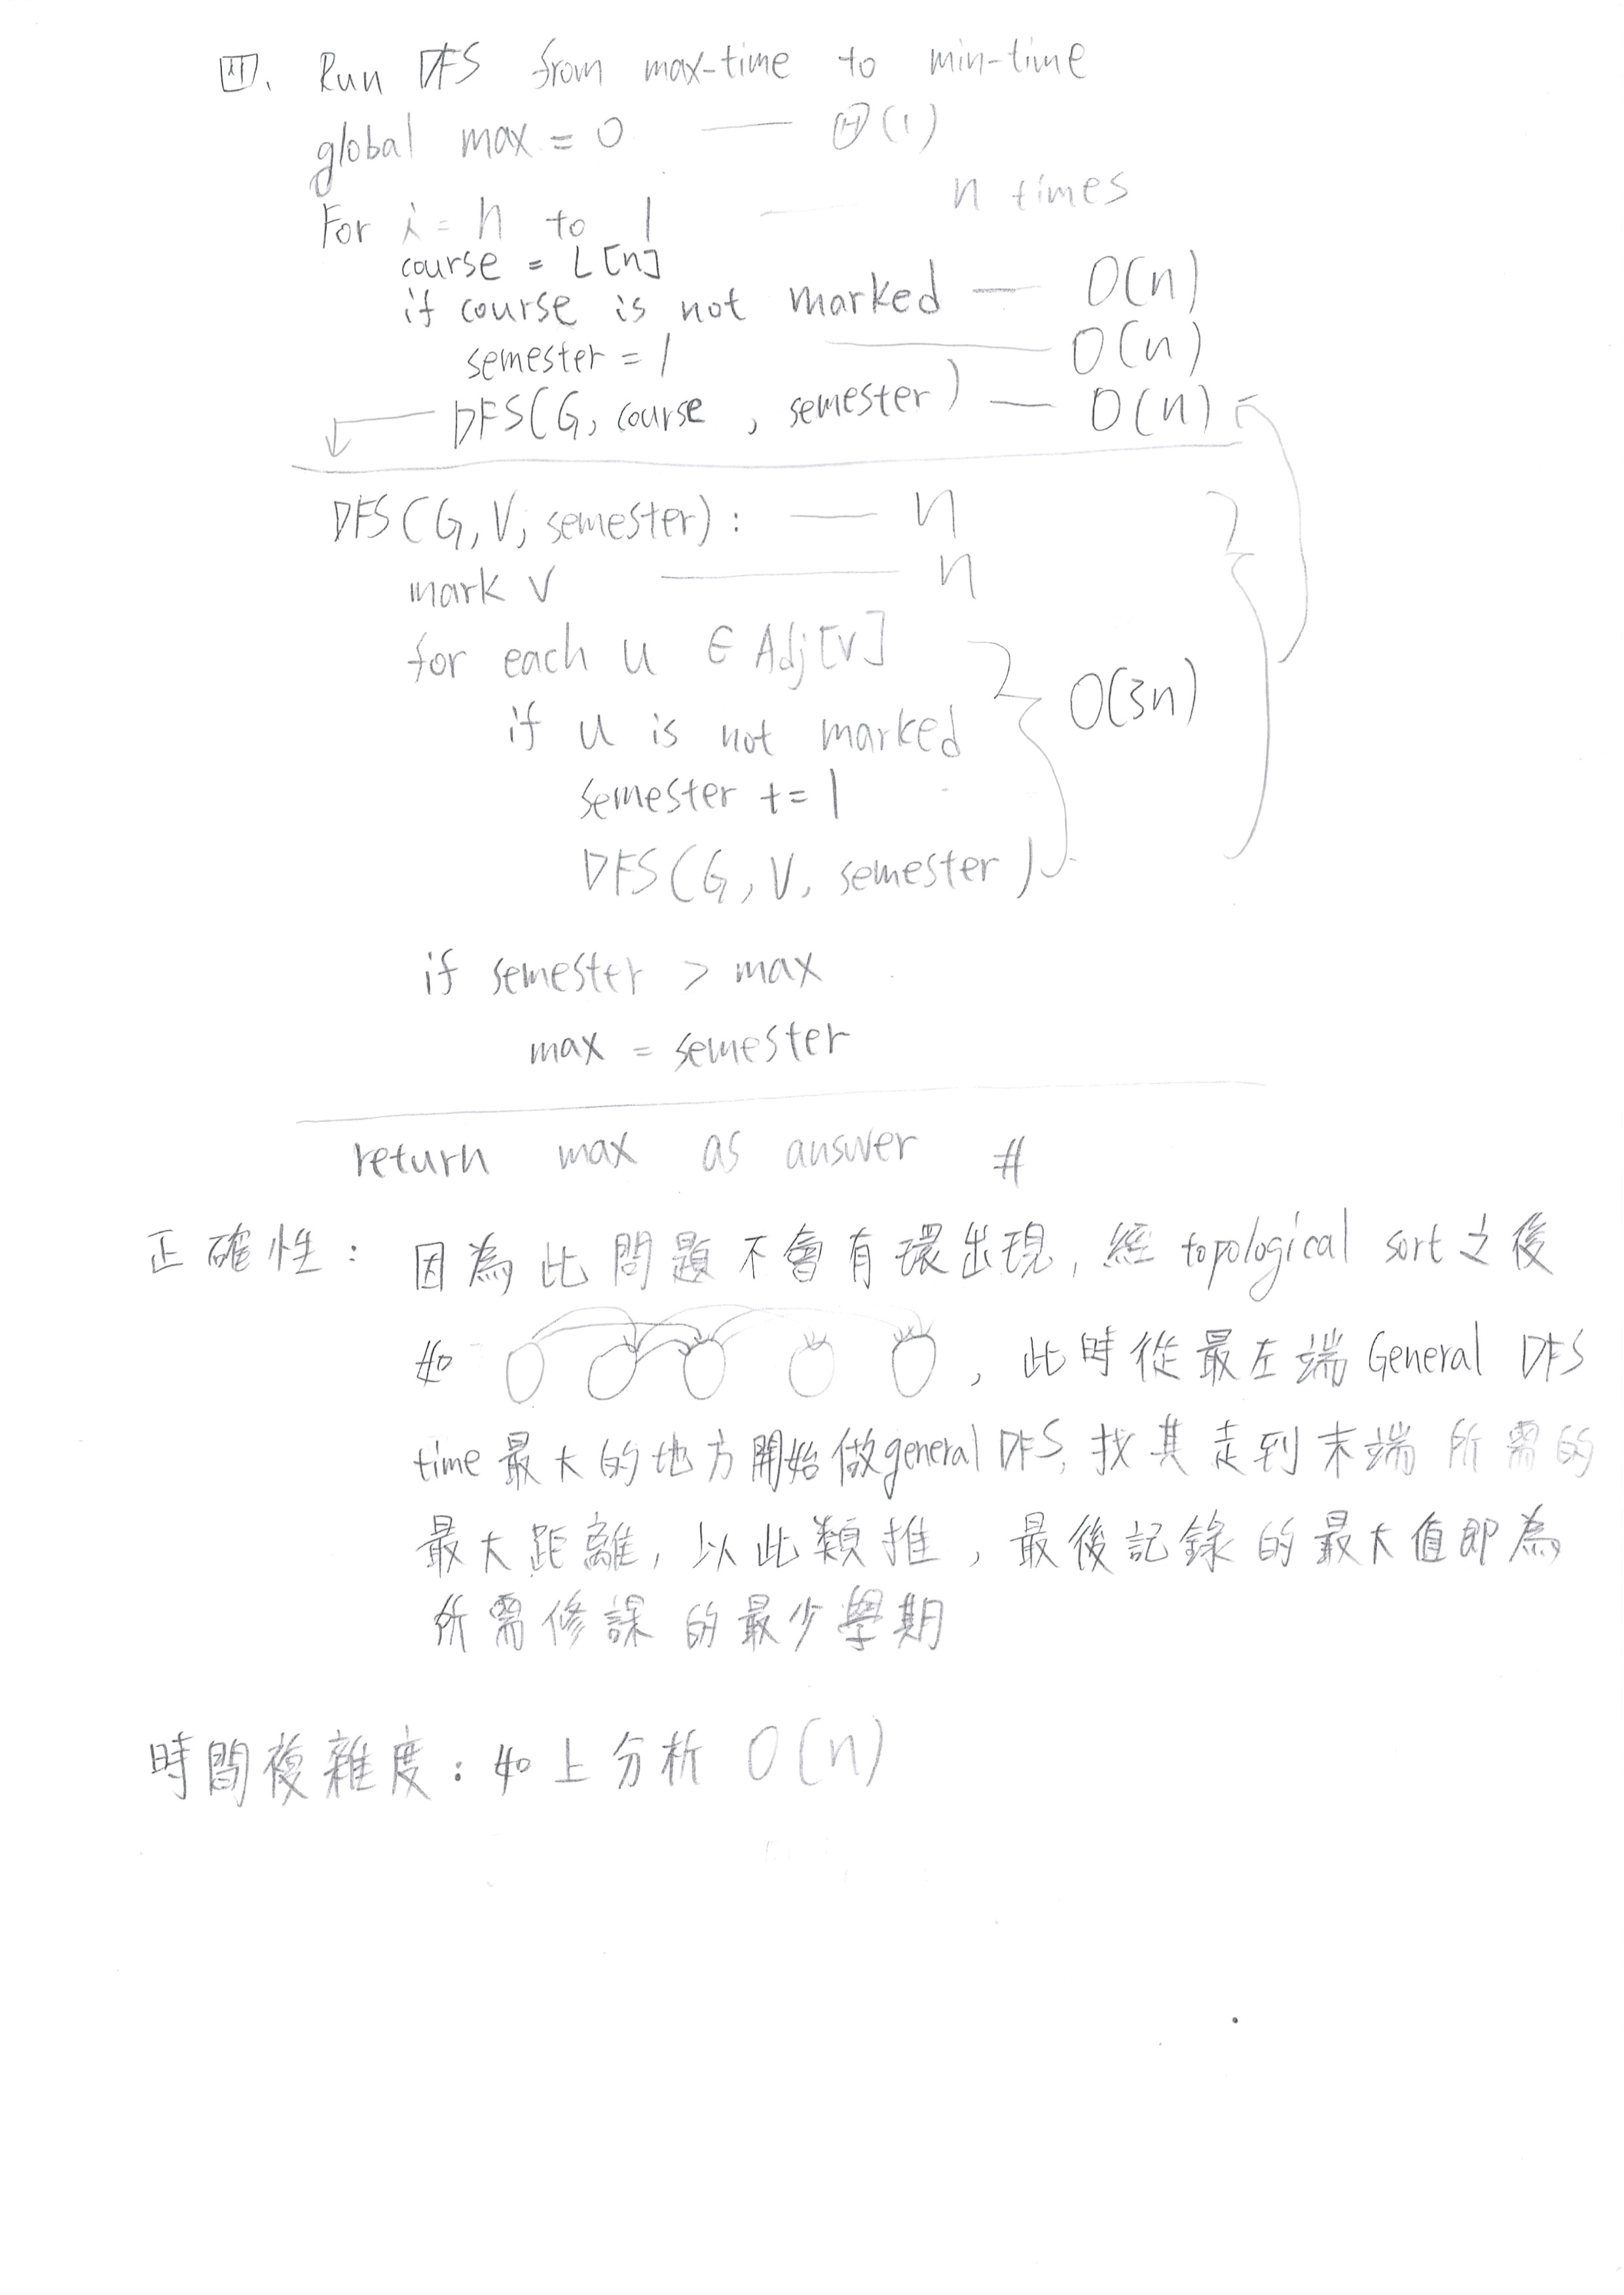 四. Run DFS from max-time to min-time
global max = 0 — Θ(1)
For i = n to 1 — n times
course = L[n]
if course is not marked — O(n)
semester = 1 — O(n)
DFS(G, course, semester) — O(n)
DFS(G, V, semester): — n
mark V — n
for each u ∈ Adj[v]
if u is not marked O(3n)
semester += 1
DFS(G, V, semester)
if semester > max
max = semester
return max as answer #
正確性: 因為此問題不會有環出現, 經 topological sort 之後
如 , 此時從最左端 General DFS
time 最大的地方開始做 general DFS, 找其走到末端所需的
最大距離, 以此類推, 最後記錄的最大值即為
所需修課的最少學期
時間複雜度: 如上分析 O(n)